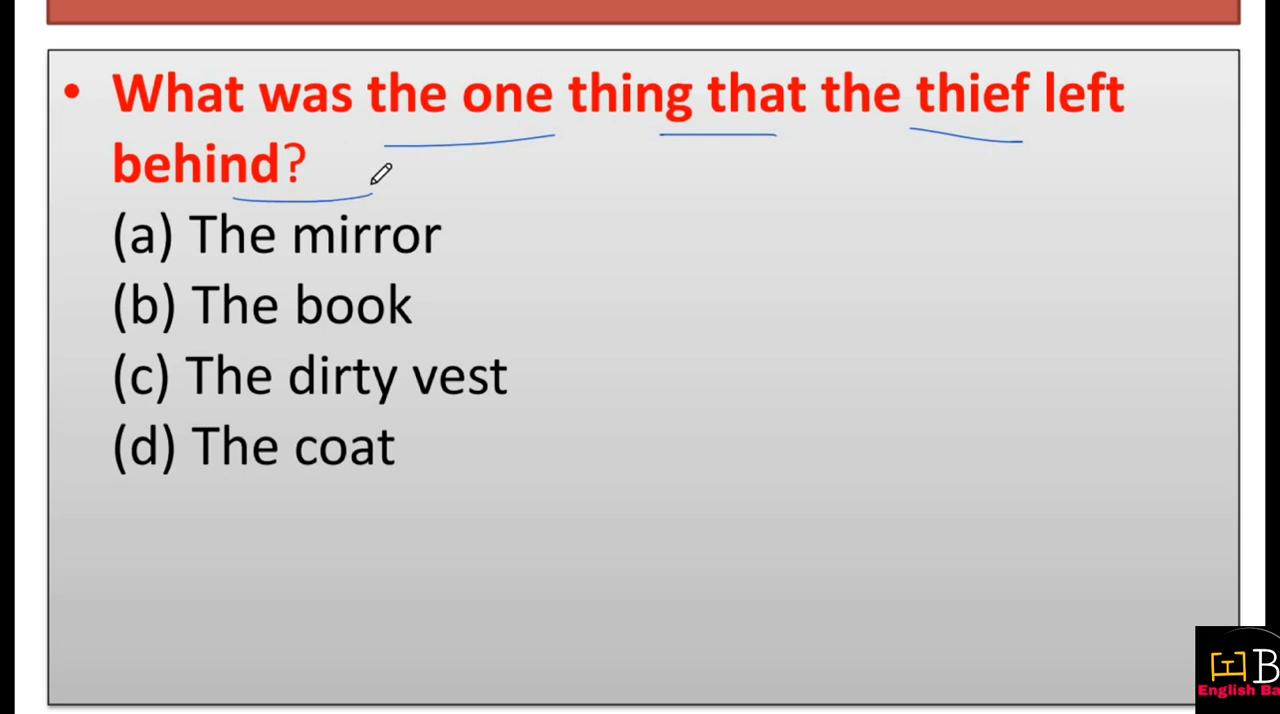 • What was the one thing that the thief left
behind?
(a) The mirror
(b) The book
(c) The dirty vest
(d) The coat
B
English Ba